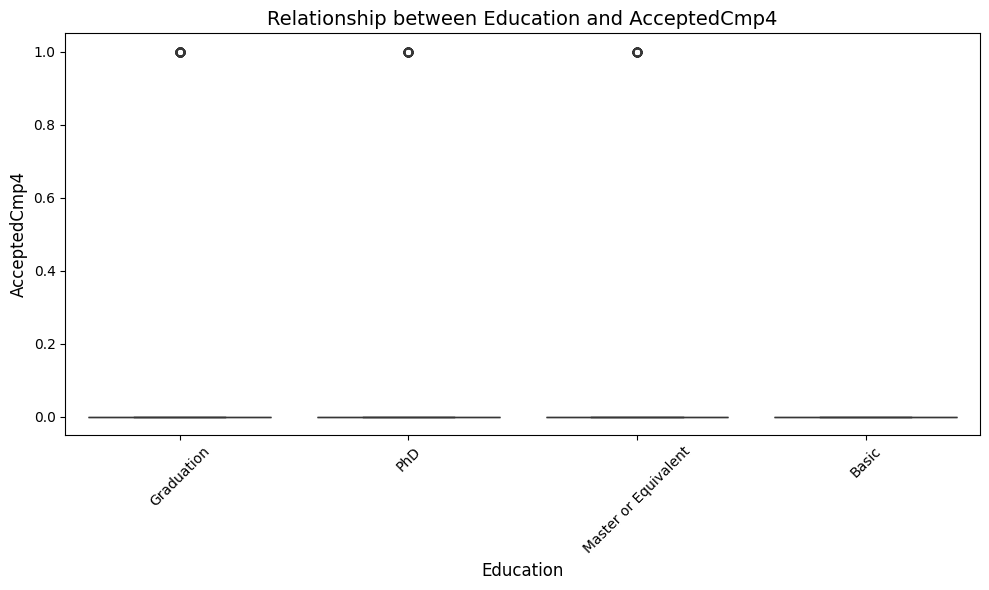 Relationship between Education and AcceptedCmp4
AcceptedCmp4
1.0
0.8
0.6
0.4
0.2
0.0
Graduation
PhD
Master or Equivalent
Basic
Education